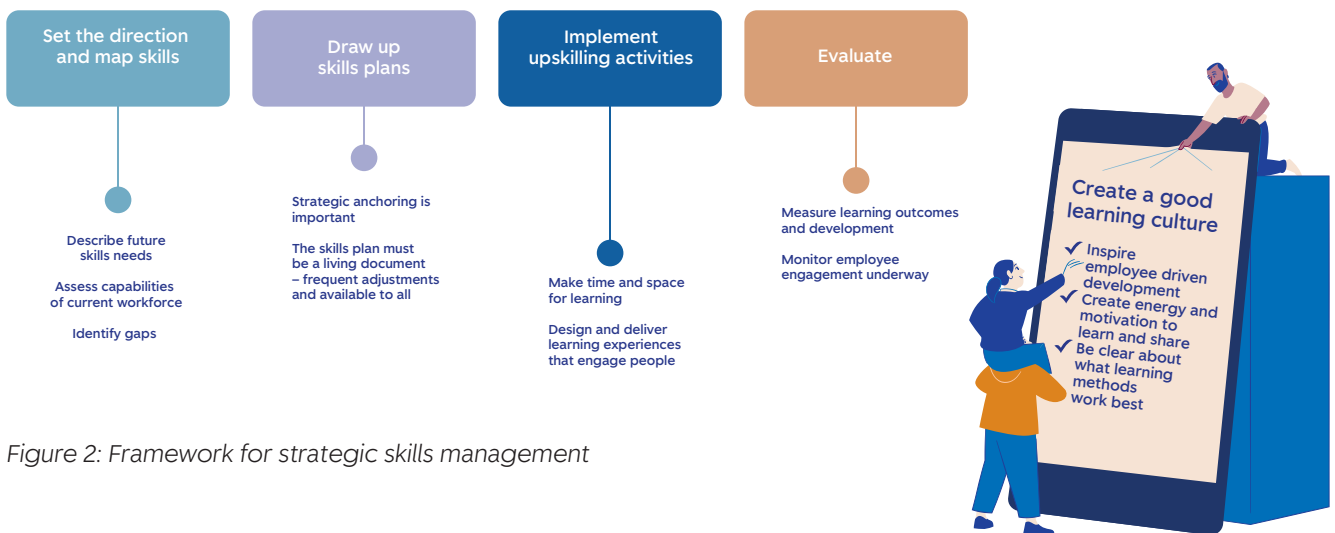 Set the direction
and map skills
Describe future
skills needs
Assess capabilities
of current workforce
Identify gaps
Draw up
skills plans
Strategic anchoring is
important
The skills plan must
be a living document
– frequent adjustments
and available to all
Implement
upskilling activities
Make time and space
for learning
Design and deliver
learning experiences
that engage people
Evaluate
Measure learning outcomes
and development
Monitor employee
engagement underway
Create a good
learning culture
✓ Inspire
employee driven
development
✓ Create energy and
motivation to
learn and share
✓ Be clear about
what learning
methods
work best
Figure 2: Framework for strategic skills management